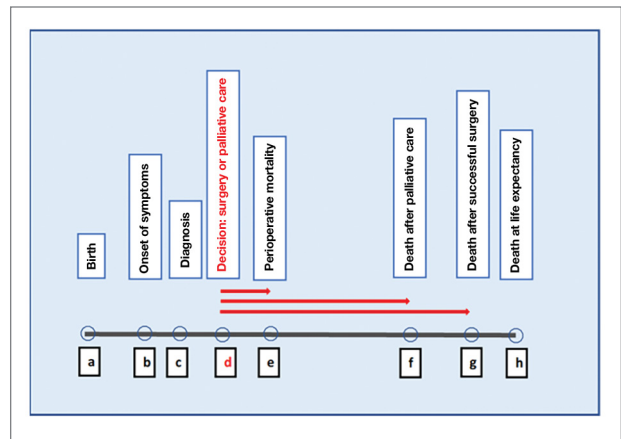 Birth
Onset of symptoms
Diagnosis
Decision: surgery or palliative care
Perioperative mortality
Death after palliative care
Death after successful surgery
Death at life expectancy
a
b
c
d
e
f
g
h